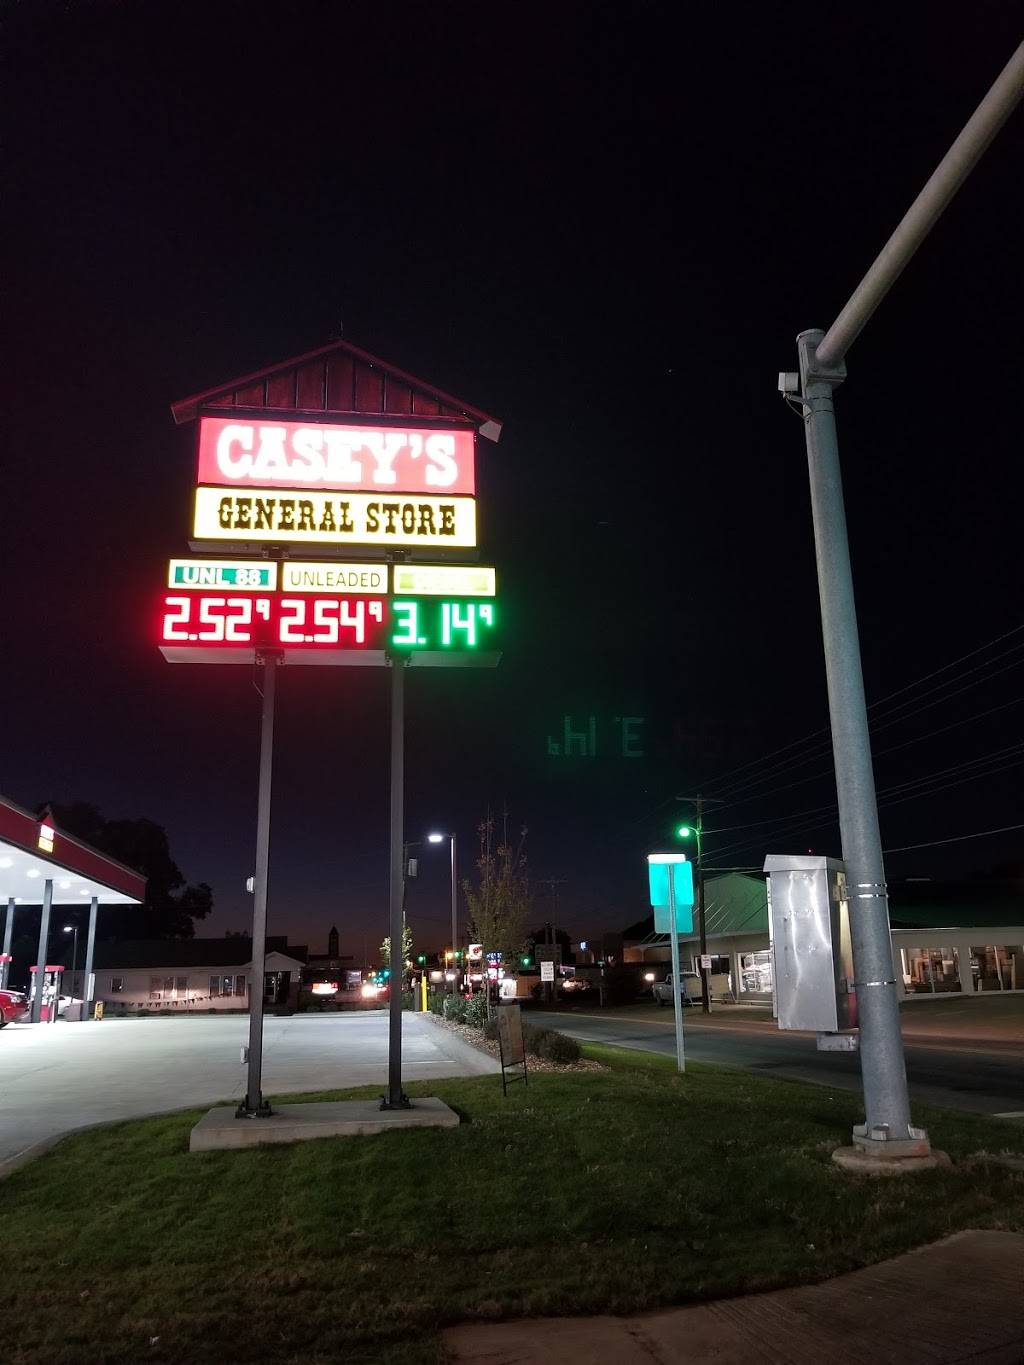 CASEY'S
GENERAL STORE
UNL 88 UNLEADED
2.52⁹ 2.54⁹ 3.14⁹